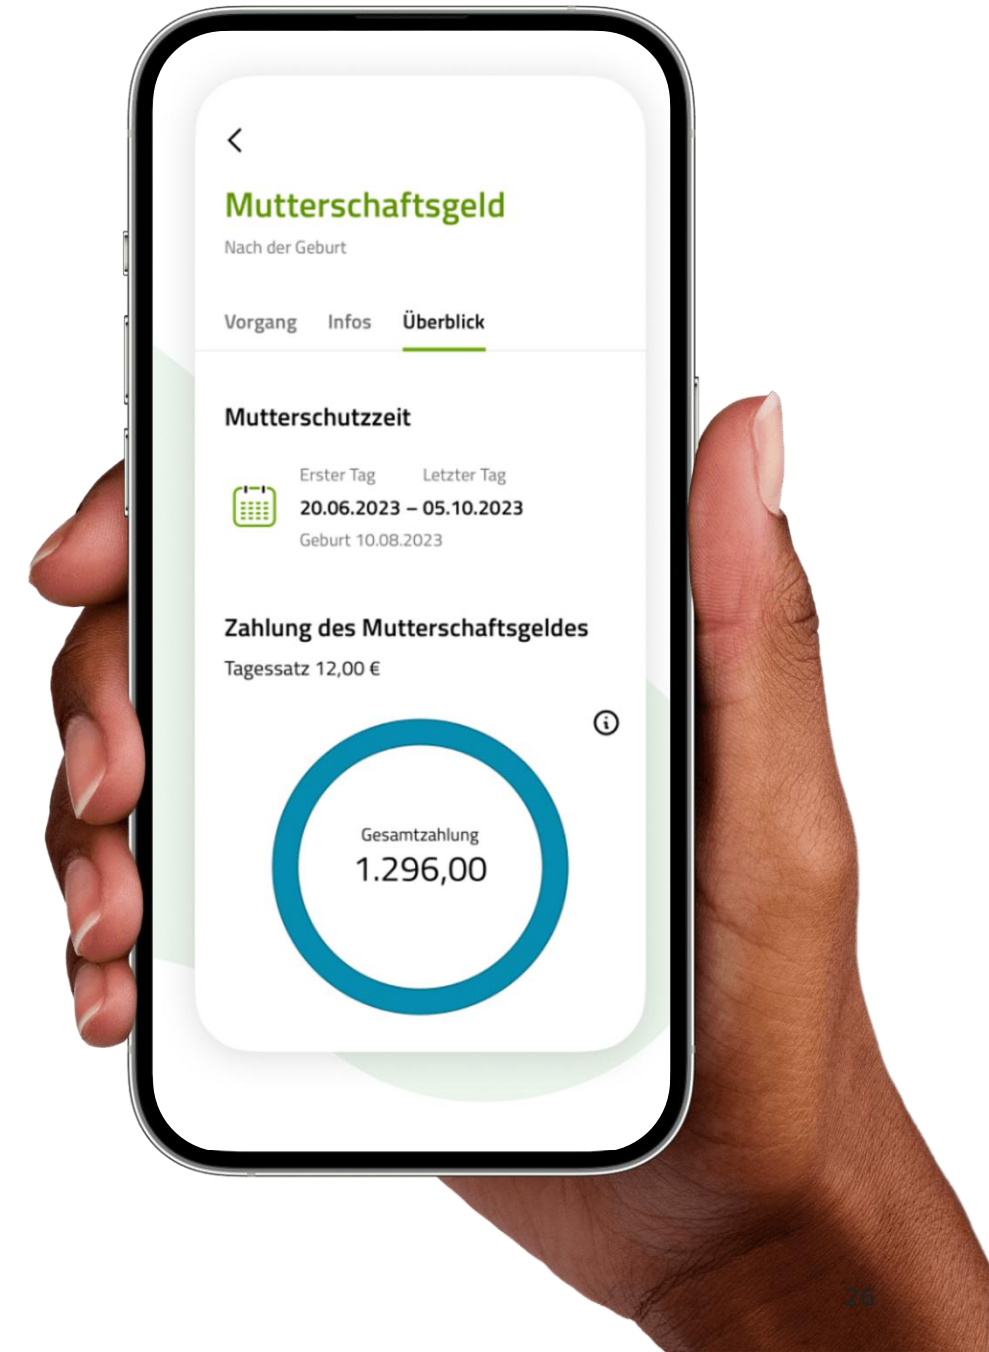 Mutterschaftsgeld
Nach der Geburt
Vorgang Infos Überblick
Mutterschutzzeit
Erster Tag Letzter Tag
20.06.2023 – 05.10.2023
Geburt 10.08.2023
Zahlung des Mutterschaftsgeldes
Tagessatz 12,00 €
Gesamtzahlung
1.296,00
26